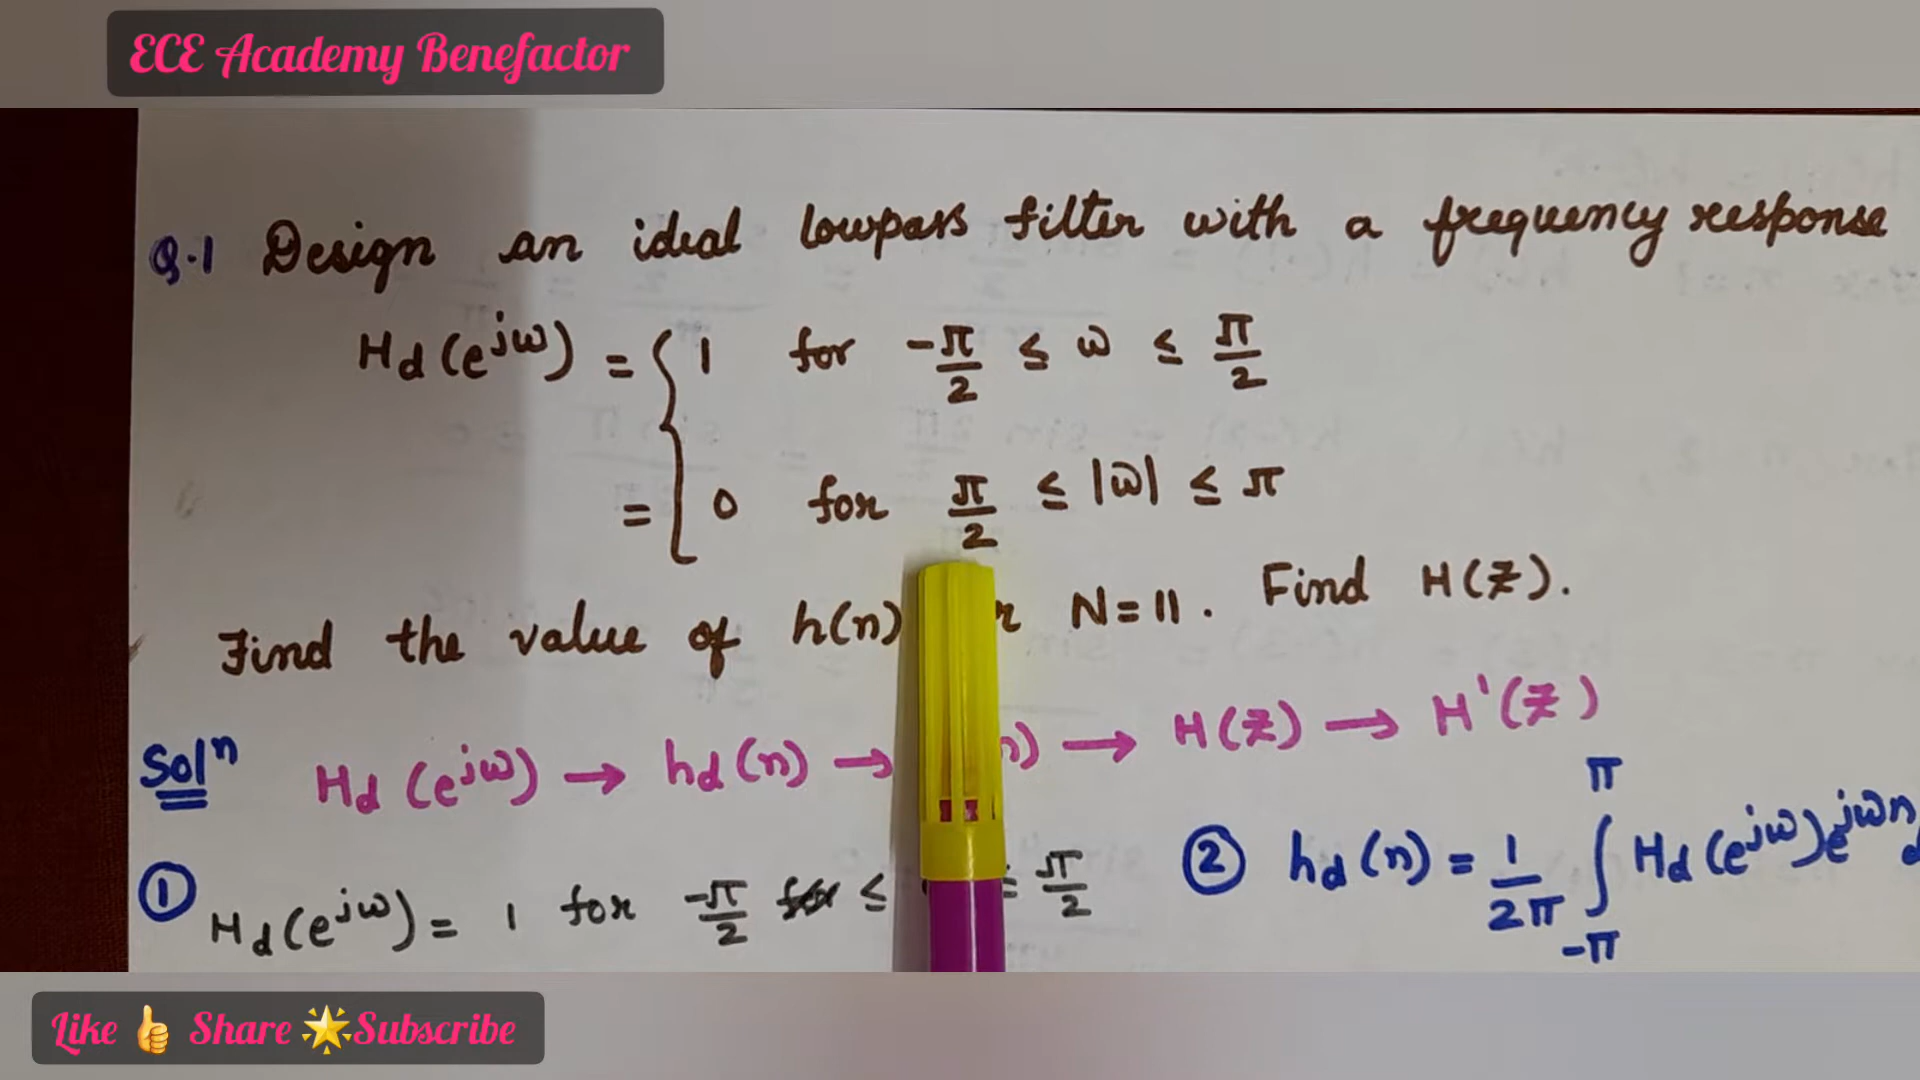 ECE Academy Benefactor
Q.1 Design an ideal lowpass filter with a frequency response
Hd(e^jω) = { 1 for -π/2 ≤ ω ≤ π/2
= { 0 for π/2 ≤ |ω| ≤ π
Find the value of h(n) N=11. Find H(Z).
Solⁿ Hd(e^jω) → hd(n) → n) → H(Z) → H'(Z)
① Hd(e^jω) = 1 for -π/2 ≤ ≤ π/2
② hd(n) = 1/2π ∫_-π^π Hd(e^jω)e^jωn
Like 👍 Share 🌟Subscribe